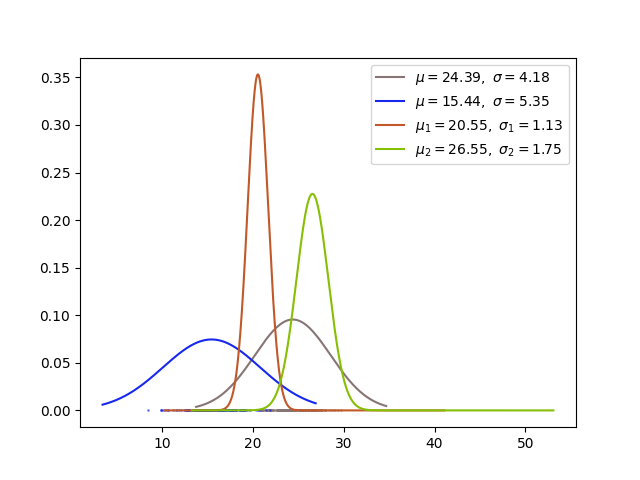 0.35
0.30
0.25
0.20
0.15
0.10
0.05
0.00
10 20 30 40 50
μ = 24.39, σ = 4.18
μ = 15.44, σ = 5.35
μ₁ = 20.55, σ₁ = 1.13
μ₂ = 26.55, σ₂ = 1.75